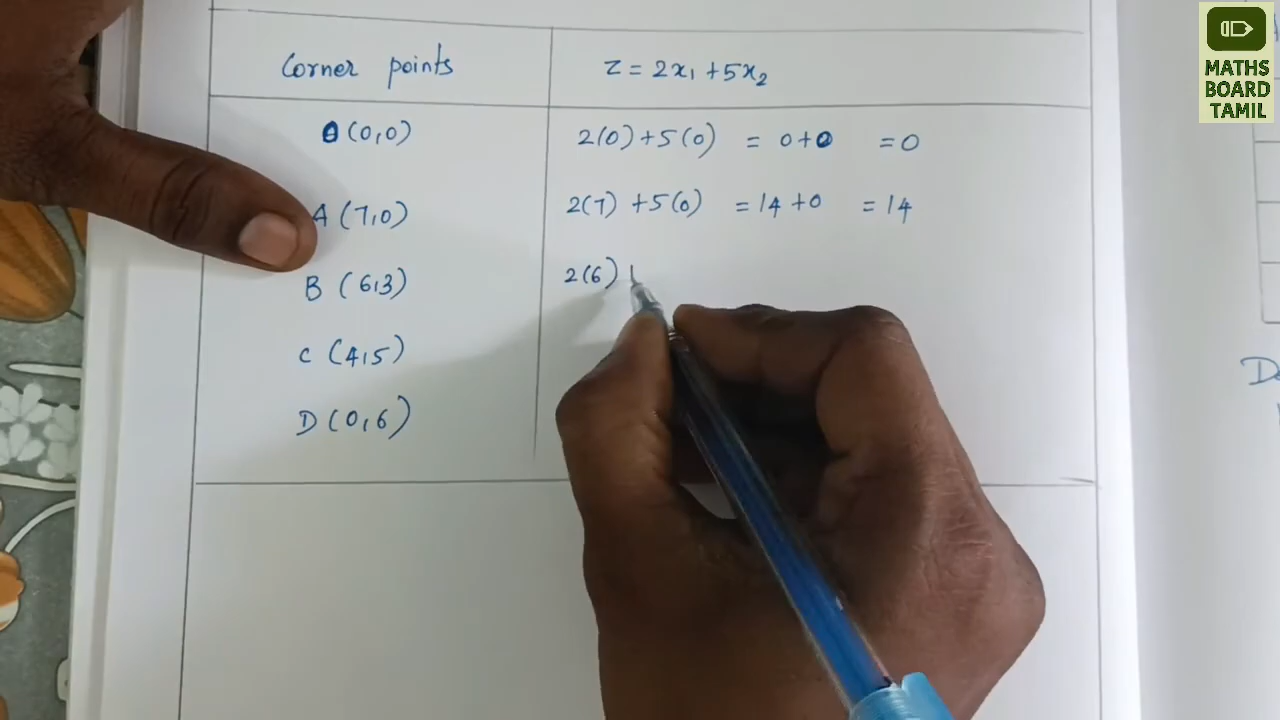 Corner points z = 2x₁ + 5x₂
O (0,0) 2(0) + 5(0) = 0+0 = 0
A (7,0) 2(7) + 5(0) = 14 + 0 = 14
B (6,3) 2(6)
C (4,5)
D (0,6)
MATHS
BOARD
TAMIL